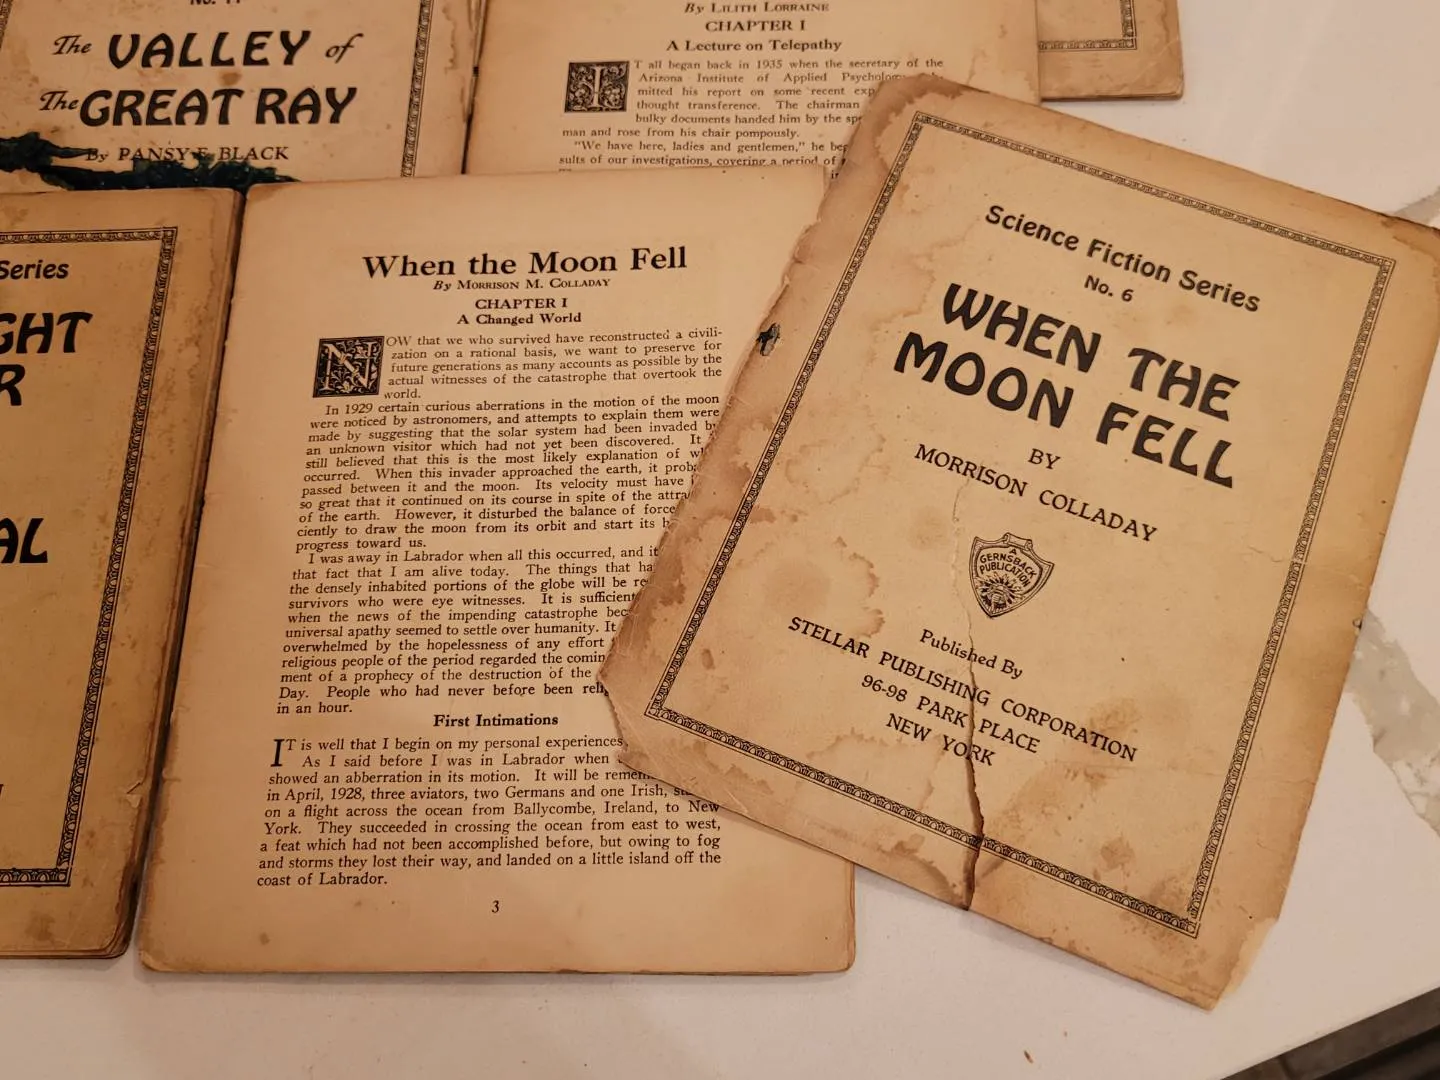 The VALLEY of
The GREAT RAY
By PANSY E. BLACK
By LILITH LORRAINE
CHAPTER I
A Lecture on Telepathy
IT all began back in 1935 when the secretary of the
Arizona Institute of Applied Psychology
mitted his report on some recent
thought transference. The chairman
bulky documents handed him by the
man and rose from his chair pompously.
"We have here, ladies and gentlemen," he
sults of our investigations, covering a period of
Series
When the Moon Fell
By MORRISON M. COLLADAY
CHAPTER I
A Changed World
NOW that we who survived have reconstructed a civili-
zation on a rational basis, we want to preserve for
future generations as many accounts as possible by the
actual witnesses of the catastrophe that overtook the
world.
In 1929 certain curious aberrations in the motion of the moon
were noticed by astronomers, and attempts to explain them were
made by suggesting that the solar system had been invaded by
an unknown visitor which had not yet been discovered. It
still believed that this is the most likely explanation of
occurred. When this invader approached the earth, it
passed between it and the moon. Its velocity must have
so great that it continued on its course in spite of the
of the earth. However, it disturbed the balance of
ciently to draw the moon from its orbit and start its
progress toward us.
I was away in Labrador when all this occurred, and
that fact that I am alive today. The things that
the densely inhabited portions of the globe will be
survivors who were eye witnesses. It is sufficient
when the news of the impending catastrophe
universal apathy seemed to settle over humanity. It
overwhelmed by the hopelessness of any effort
religious people of the period regarded the
ment of a prophecy of the destruction of the
Day. People who had never before been
in an hour.
First Intimations
IT is well that I begin on my personal experiences.
As I said before I was in Labrador when
showed an abberration in its motion. It will be
in April, 1928, three aviators, two Germans and one Irish,
on a flight across the ocean from Ballycombe, Ireland, to New
York. They succeeded in crossing the ocean from east to west,
a feat which had not been accomplished before, but owing to fog
and storms they lost their way, and landed on a little island off the
coast of Labrador.
3
Science Fiction Series
No. 6
WHEN THE
MOON FELL
BY
MORRISON COLLADAY
A
GERNSBACK
PUBLICATION
Published By
STELLAR PUBLISHING CORPORATION
96-98 PARK PLACE
NEW YORK